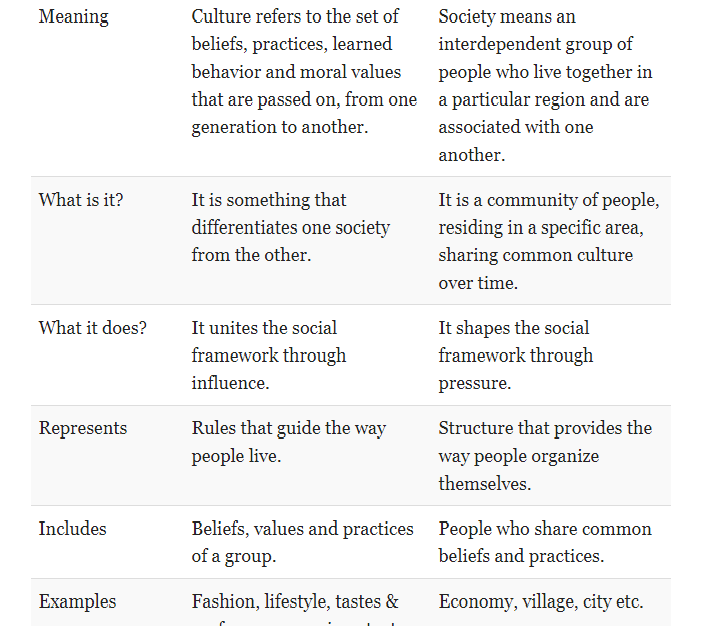 Meaning
Culture refers to the set of
beliefs, practices, learned
behavior and moral values
that are passed on, from one
generation to another.
Society means an
interdependent group of
people who live together in
a particular region and are
associated with one
another.
What is it?
It is something that
differentiates one society
from the other.
It is a community of people,
residing in a specific area,
sharing common culture
over time.
What it does?
It unites the social
framework through
influence.
It shapes the social
framework through
pressure.
Represents
Rules that guide the way
people live.
Structure that provides the
way people organize
themselves.
Includes
Beliefs, values and practices
of a group.
People who share common
beliefs and practices.
Examples
Fashion, lifestyle, tastes &
Economy, village, city etc.